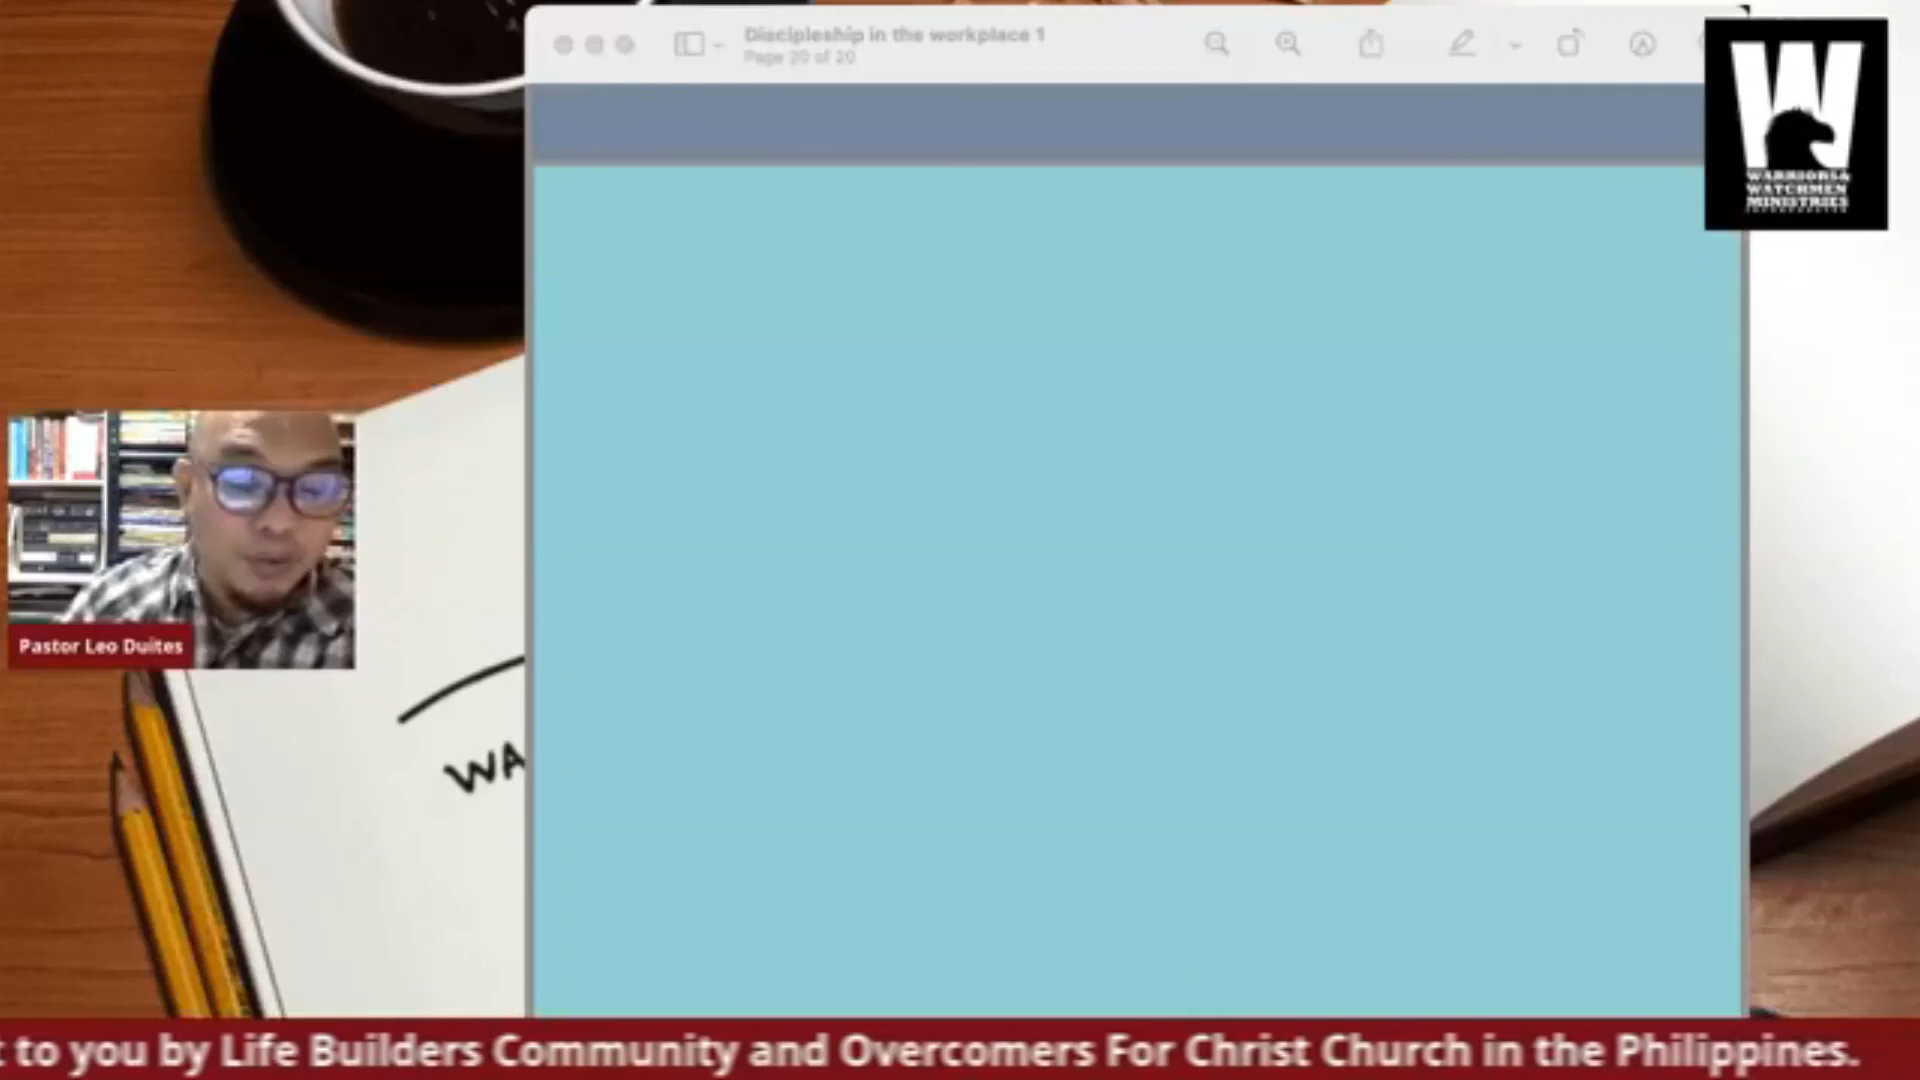 Discipleship in the workplace 1
Page 20 of 20
W
WARRIORS&
WATCHMEN
MINISTRIES
Pastor Leo Duites
WA
to you by Life Builders Community and Overcomers For Christ Church in the Philippines.